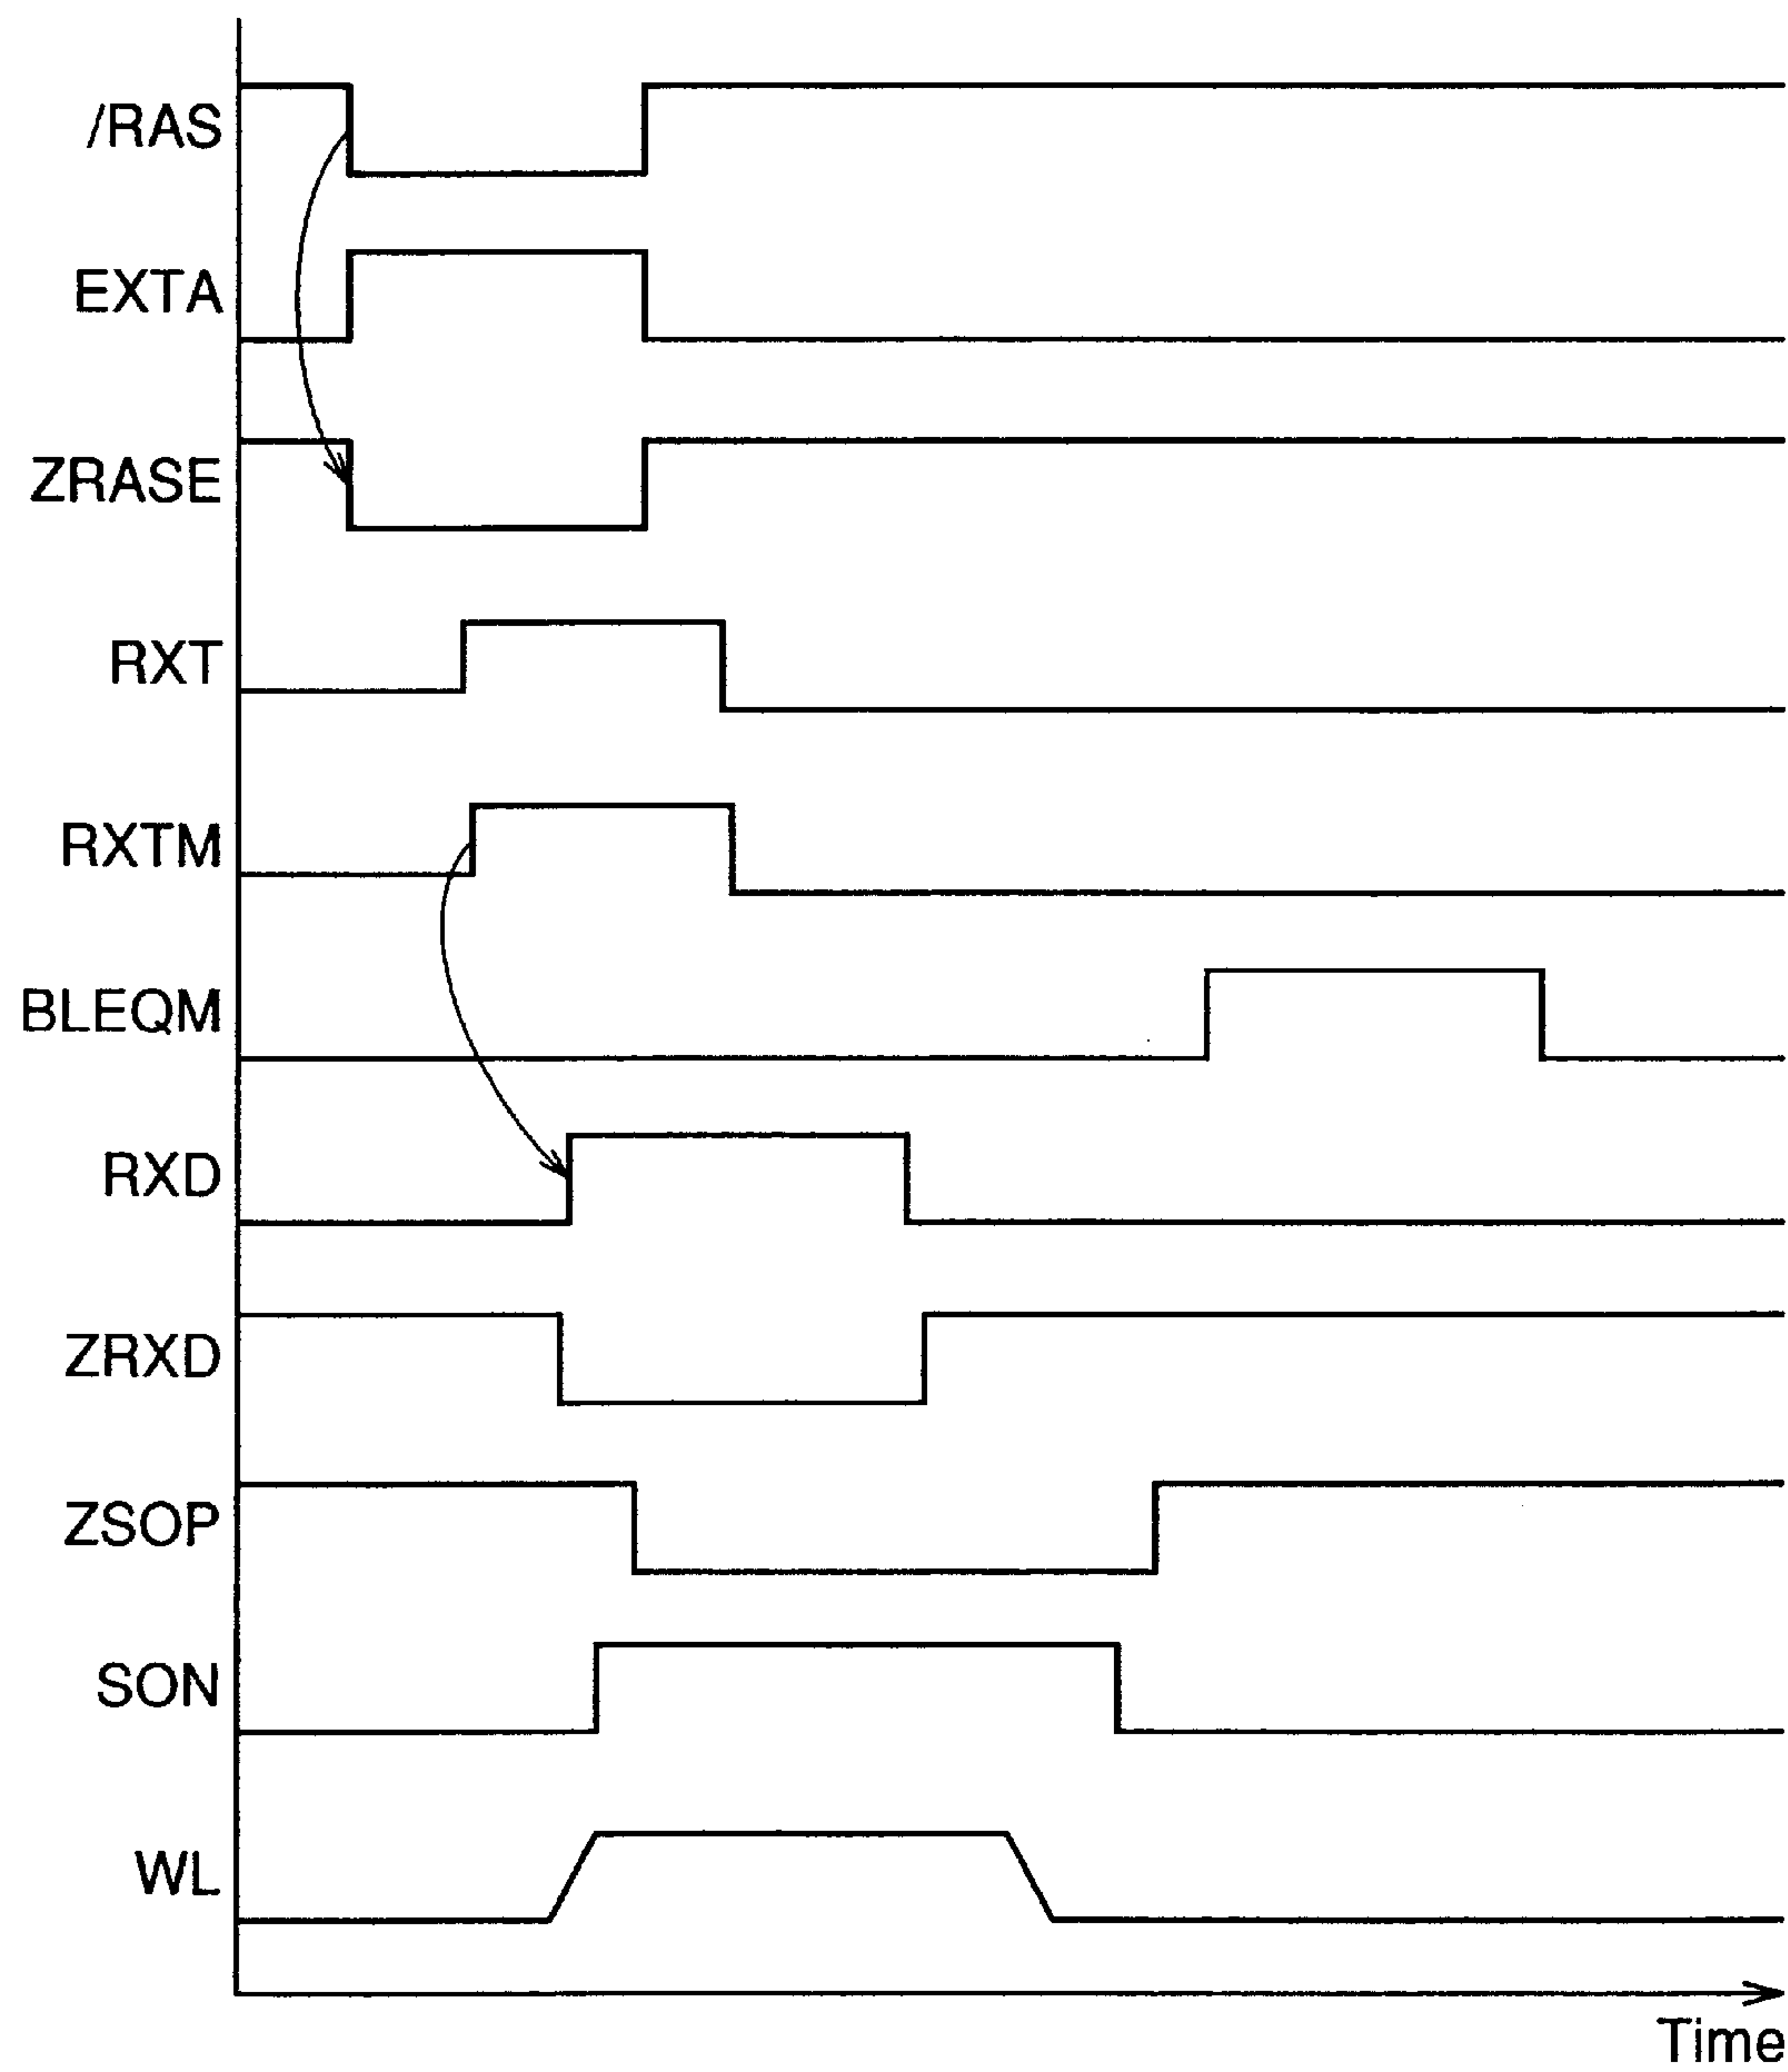 /RAS
EXTA
ZRASE
RXT
RXTM
BLEQM
RXD
ZRXD
ZSOP
SON
WL
Time